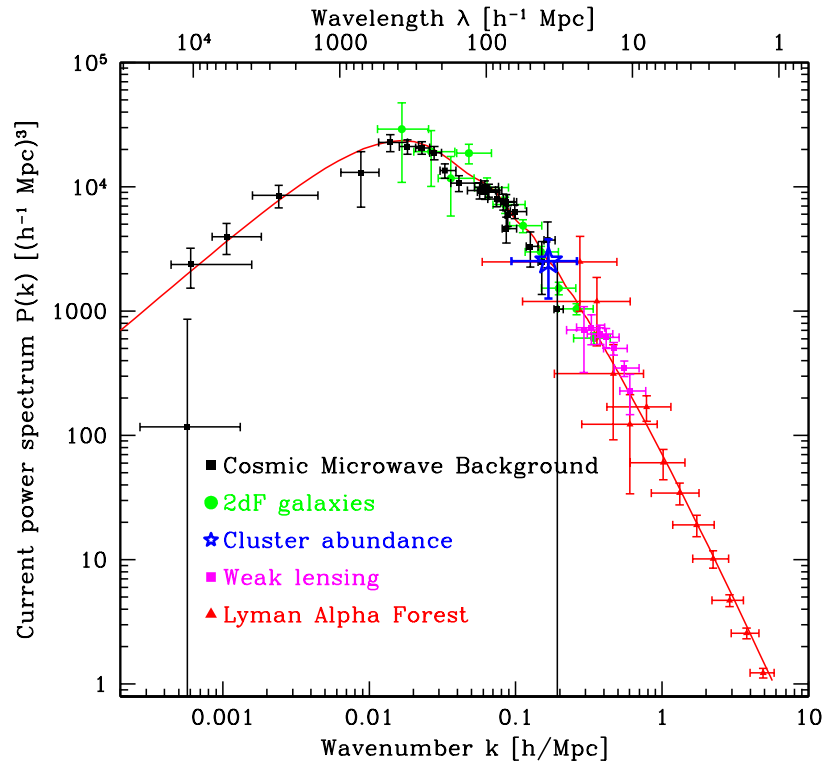 Wavelength λ [h⁻¹ Mpc]
10⁴ 1000 100 10 1
Current power spectrum P(k) [(h⁻¹ Mpc)³]
10⁵
10⁴
1000
100
10
1
Cosmic Microwave Background
2dF galaxies
Cluster abundance
Weak lensing
Lyman Alpha Forest
0.001 0.01 0.1 1 10
Wavenumber k [h/Mpc]